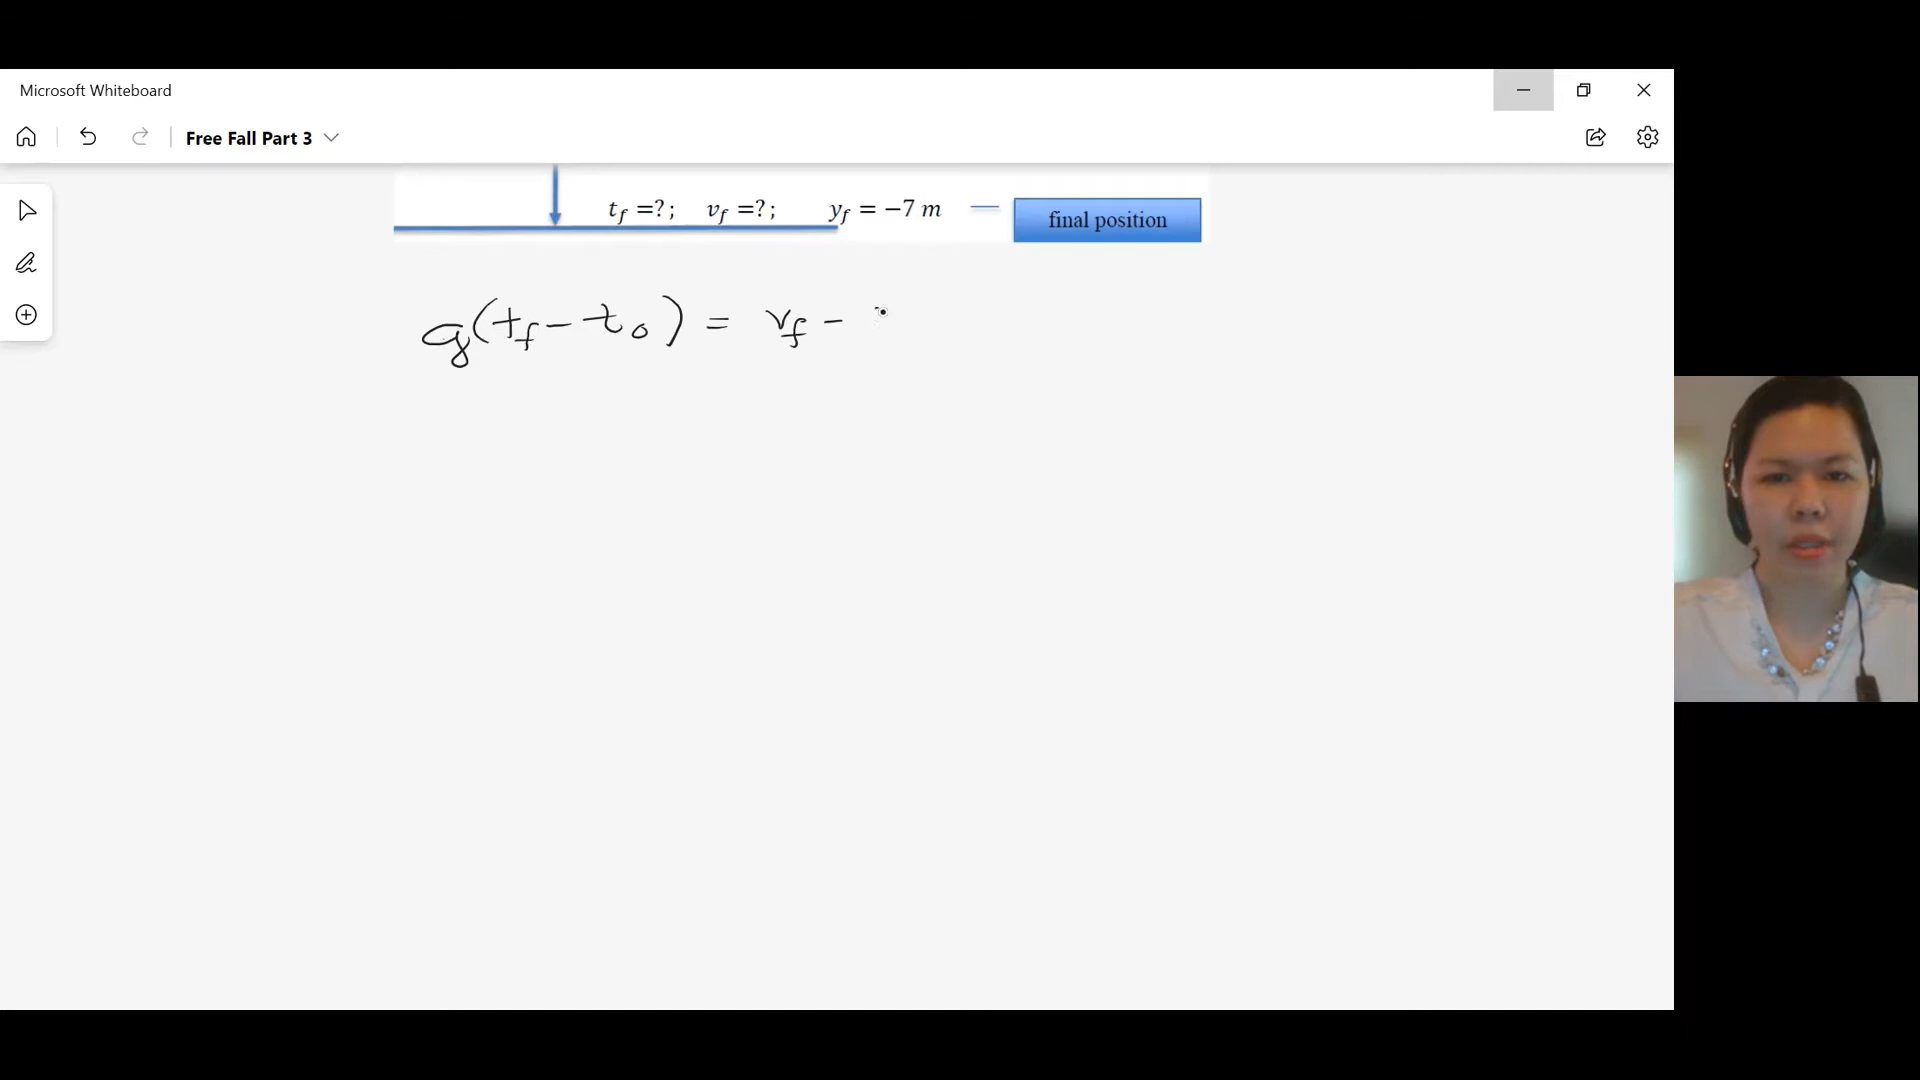 Microsoft Whiteboard
Free Fall Part 3
t_f =?; v_f =?; y_f = −7 m
final position
g(t_f − t_0) = v_f −